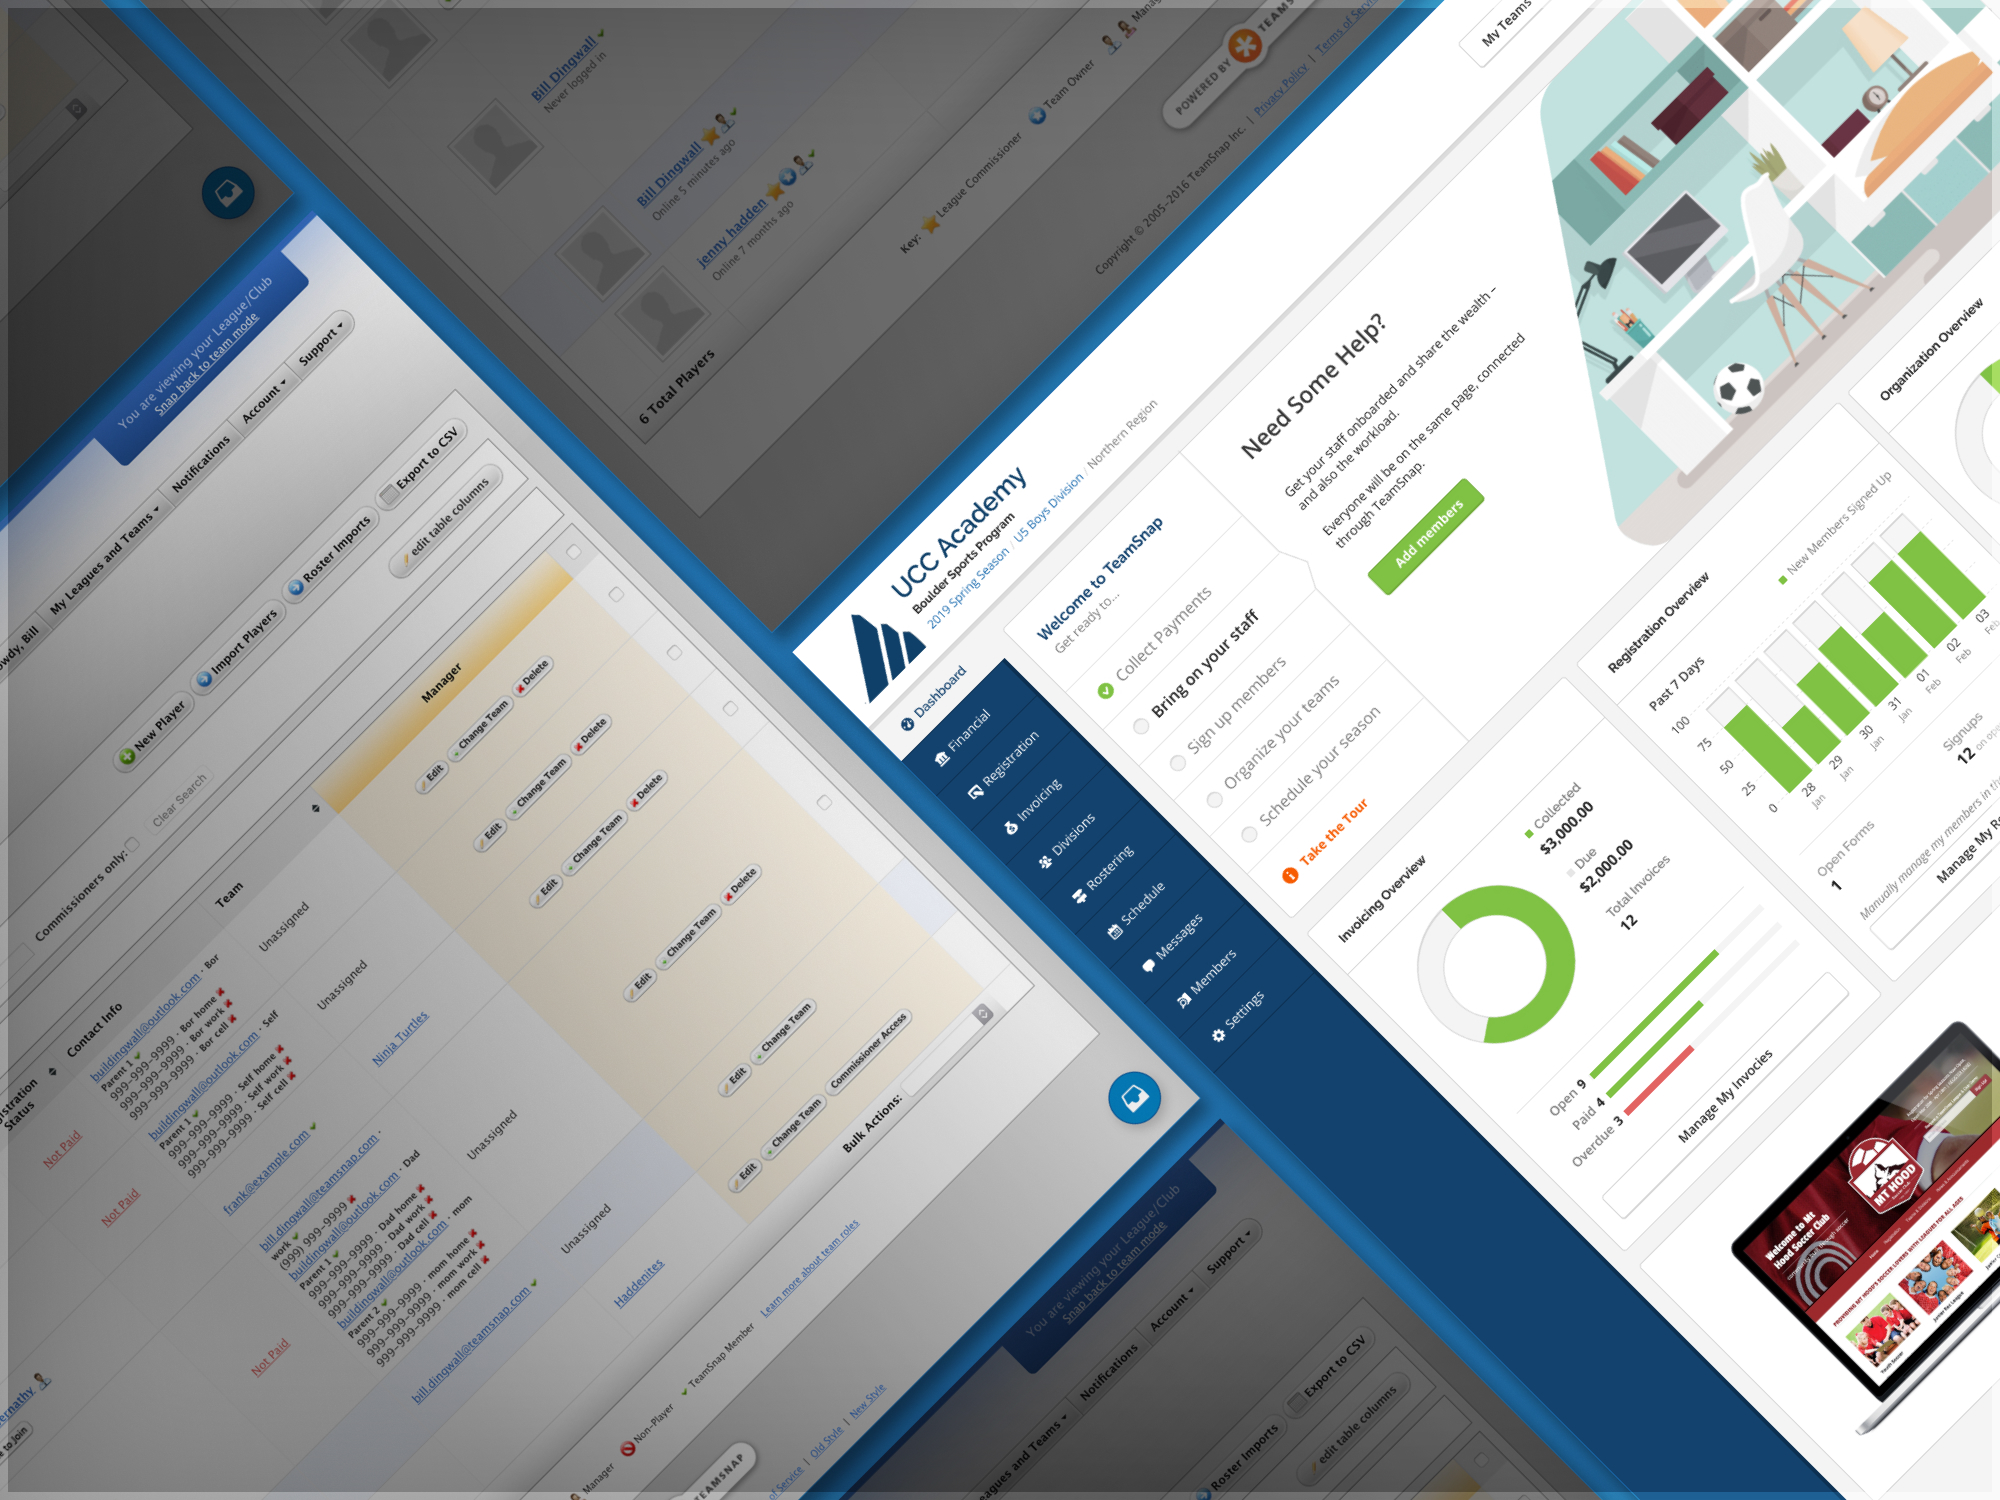 Bill Dingwall
Never logged in
Bill Dingwall
Online 5 minutes ago
jenny hadden
Online 7 months ago
6 Total Players
Key:
League Commissioner
Team Owner
POWERED BY
Copyright © 2005-2016 TeamSnap Inc. | Privacy Policy |
You are viewing your League/Club
Snap back to team mode
My Leagues and Teams
Notifications
Account
Support
New Player
Import Players
Roster Imports
Export to CSV
edit table columns
Commissioners only:
Clear Search
Status
Contact Info
Team
Manager
Not Paid
buildingwall@outlook.com · Bor
Parent 1
999-999-9999 · Bor home
999-999-9999 · Bor work
999-999-9999 · Bor cell
Unassigned
Edit
Change Team
Delete
Not Paid
buildingwall@outlook.com · Self
Parent 1
999-999-9999 · Self home
999-999-9999 · Self work
999-999-9999 · Self cell
Unassigned
Edit
Change Team
Delete
frank@example.com
Ninja Turtles
Edit
Change Team
Delete
Not Paid
bill.dingwall@teamsnap.com ·
work
(999) 999-9999
buildingwall@outlook.com · Dad
Parent 1
999-999-9999 · Dad home
999-999-9999 · Dad work
999-999-9999 · Dad cell
buildingwall@outlook.com · mom
Parent 2
999-999-9999 · mom home
999-999-9999 · mom work
999-999-9999 · mom cell
Unassigned
Edit
Change Team
Delete
bill.dingwall@teamsnap.com
Unassigned
Edit
Change Team
Haddenites
Edit
Change Team
Commissioner Access
Bulk Actions:
Manager
Non-Player
TeamSnap Member
Learn more about team roles
of Service | Old Style | New Style
You are viewing your League/Club
Snap back to team mode
Notifications
Account
Support
Roster Imports
Export to CSV
edit table columns
UCC Academy
Boulder Sports Program
2019 Spring Season / U5 Boys Division / Northern Region
My Teams
Dashboard
Financial
Registration
Invoicing
Divisions
Rostering
Schedule
Messages
Members
Settings
Welcome to TeamSnap
Get ready to...
Collect Payments
Bring on your staff
Sign up members
Organize your teams
Schedule your season
Take the Tour
Need Some Help?
Get your staff onboarded and share the wealth –
and also the workload.
Everyone will be on the same page, connected
through TeamSnap.
Add members
Invoicing Overview
Collected
$3,000.00
Due
$2,000.00
Total Invoices
12
Open 9
Paid 4
Overdue 3
Manage My Invocies
Registration Overview
Past 7 Days
New Members Signed Up
100
75
50
25
0
28
Jan
29
Jan
30
Jan
31
Jan
01
Feb
02
Feb
03
Feb
Open Forms
1
Signups
12
Manually manage my members in
Manage My
Organization Overview
Welcome to Mt
Hood Soccer Club
MT HOOD
PROVIDING MT HOOD'S SOCCER LOVERS WITH LEAGUES FOR ALL AGES